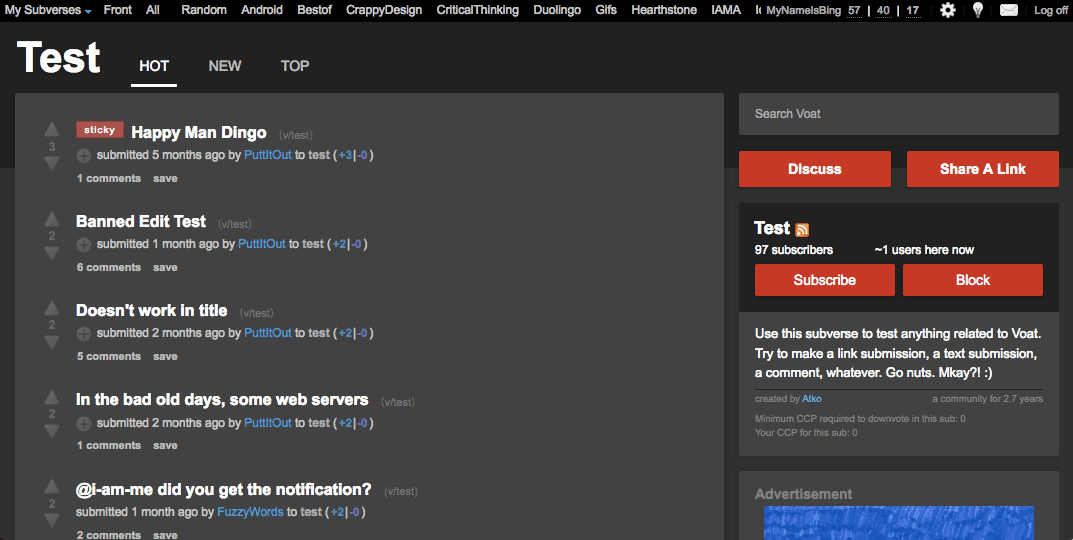 My Subverses Front All Random Android Bestof CrappyDesign CriticalThinking Duolingo Gifs Hearthstone IAMA MyNameIsBing 57 | 40 | 17 | Log off
Test HOT NEW TOP
3
sticky Happy Man Dingo (v/test)
submitted 5 months ago by PuttItOut to test ( +3 | -0 )
1 comments save
2
Banned Edit Test (v/test)
submitted 1 month ago by PuttItOut to test ( +2 | -0 )
6 comments save
2
Doesn't work in title (v/test)
submitted 2 months ago by PuttItOut to test ( +2 | -0 )
5 comments save
2
In the bad old days, some web servers (v/test)
submitted 2 months ago by PuttItOut to test ( +2 | -0 )
1 comments save
2
@i-am-me did you get the notification? (v/test)
submitted 1 month ago by FuzzyWords to test ( +2 | -0 )
2 comments save
Search Voat
Discuss Share A Link
Test
97 subscribers ~1 users here now
Subscribe Block
Use this subverse to test anything related to Voat.
Try to make a link submission, a text submission,
a comment, whatever. Go nuts. Mkay?! :)
created by Atko a community for 2.7 years
Minimum CCP required to downvote in this sub: 0
Your CCP for this sub: 0
Advertisement